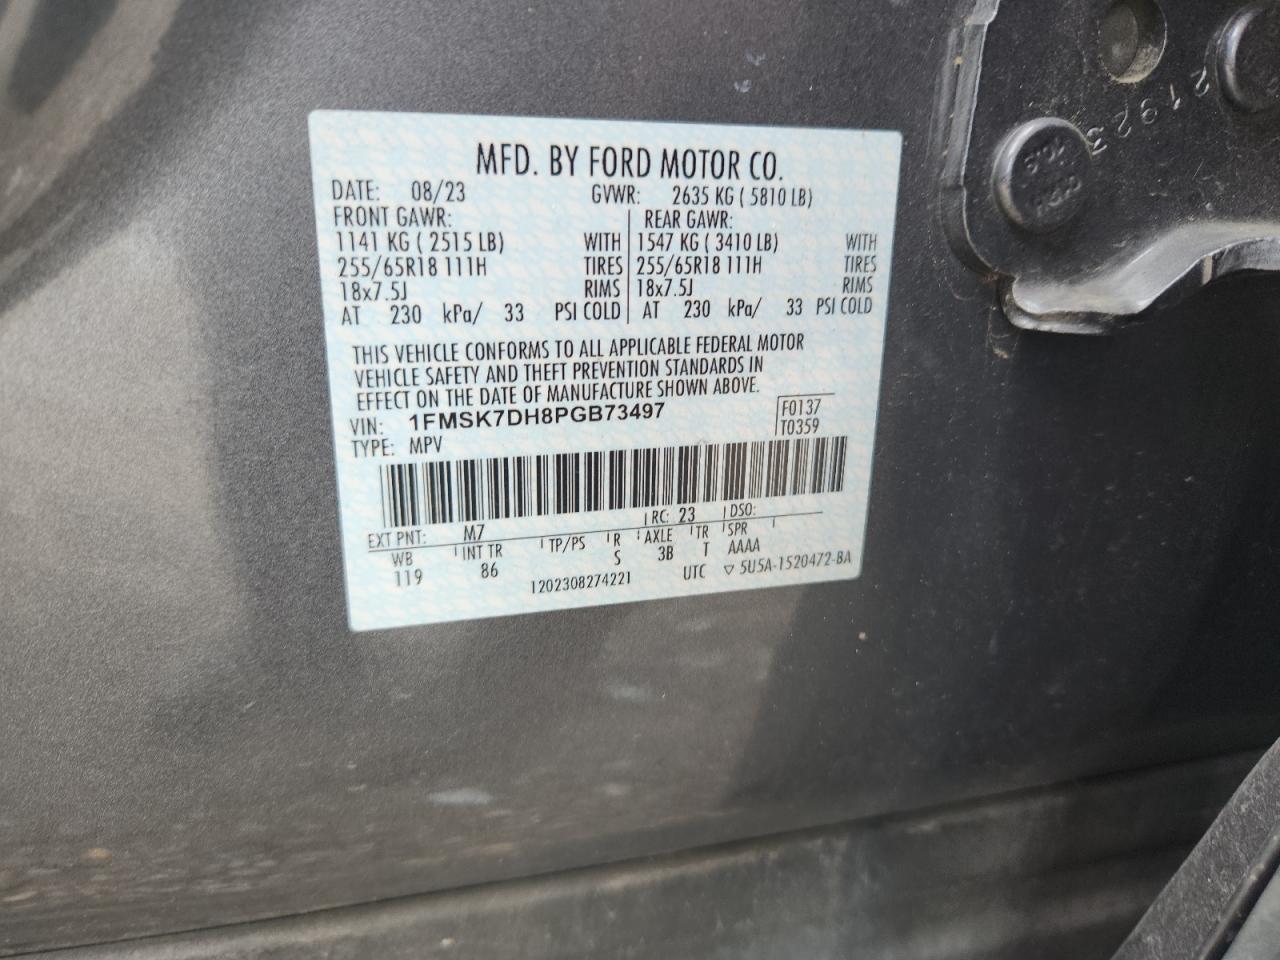 MFD. BY FORD MOTOR CO.
DATE: 08/23 GVWR: 2635 KG ( 5810 LB)
FRONT GAWR: REAR GAWR:
1141 KG ( 2515 LB) WITH 1547 KG ( 3410 LB) WITH
255/65R18 111H TIRES 255/65R18 111H TIRES
18x7.5J RIMS 18x7.5J RIMS
AT 230 kPa/ 33 PSI COLD AT 230 kPa/ 33 PSI COLD
THIS VEHICLE CONFORMS TO ALL APPLICABLE FEDERAL MOTOR
VEHICLE SAFETY AND THEFT PREVENTION STANDARDS IN
EFFECT ON THE DATE OF MANUFACTURE SHOWN ABOVE.
VIN: 1FMSK7DH8PGB73497 F0137
TYPE: MPV T0359
EXT PNT: M7 RC: 23 DSO:
WB INT TR TP/PS R AXLE TR SPR
119 86 S 3B T AAAA
1202308274221 UTC ▽ 5U5A-1520472-BA
21923
10.9